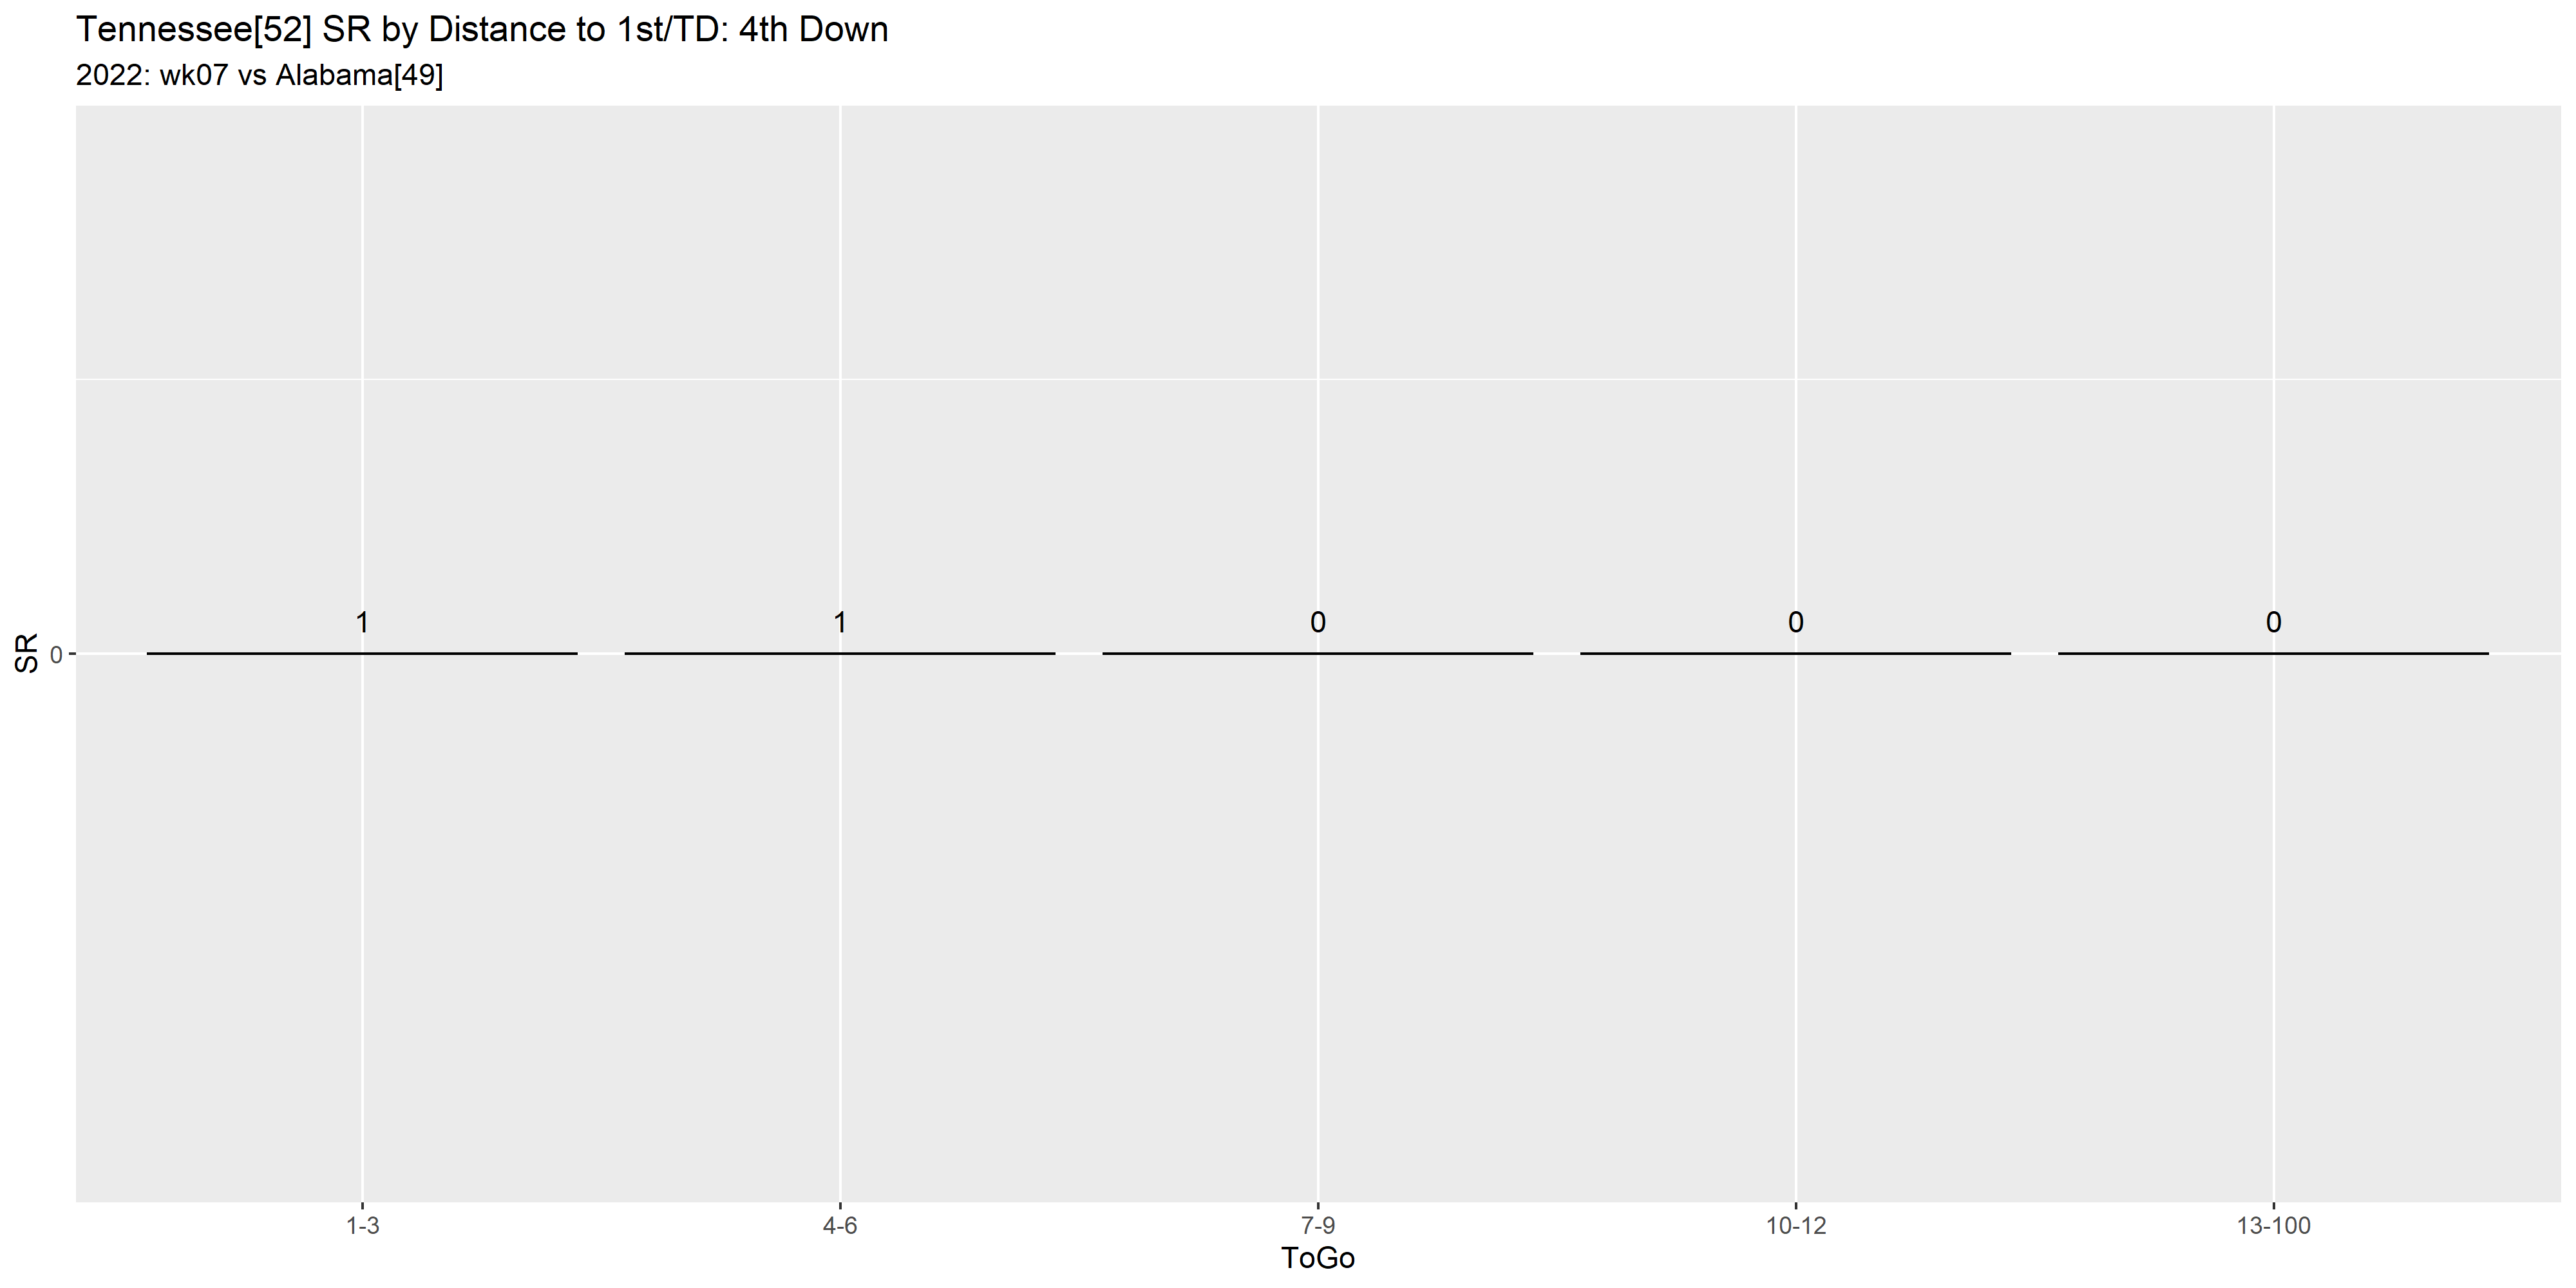 Tennessee[52] SR by Distance to 1st/TD: 4th Down
2022: wk07 vs Alabama[49]
1 1 0 0 0
SR
0
1-3 4-6 7-9 10-12 13-100
ToGo